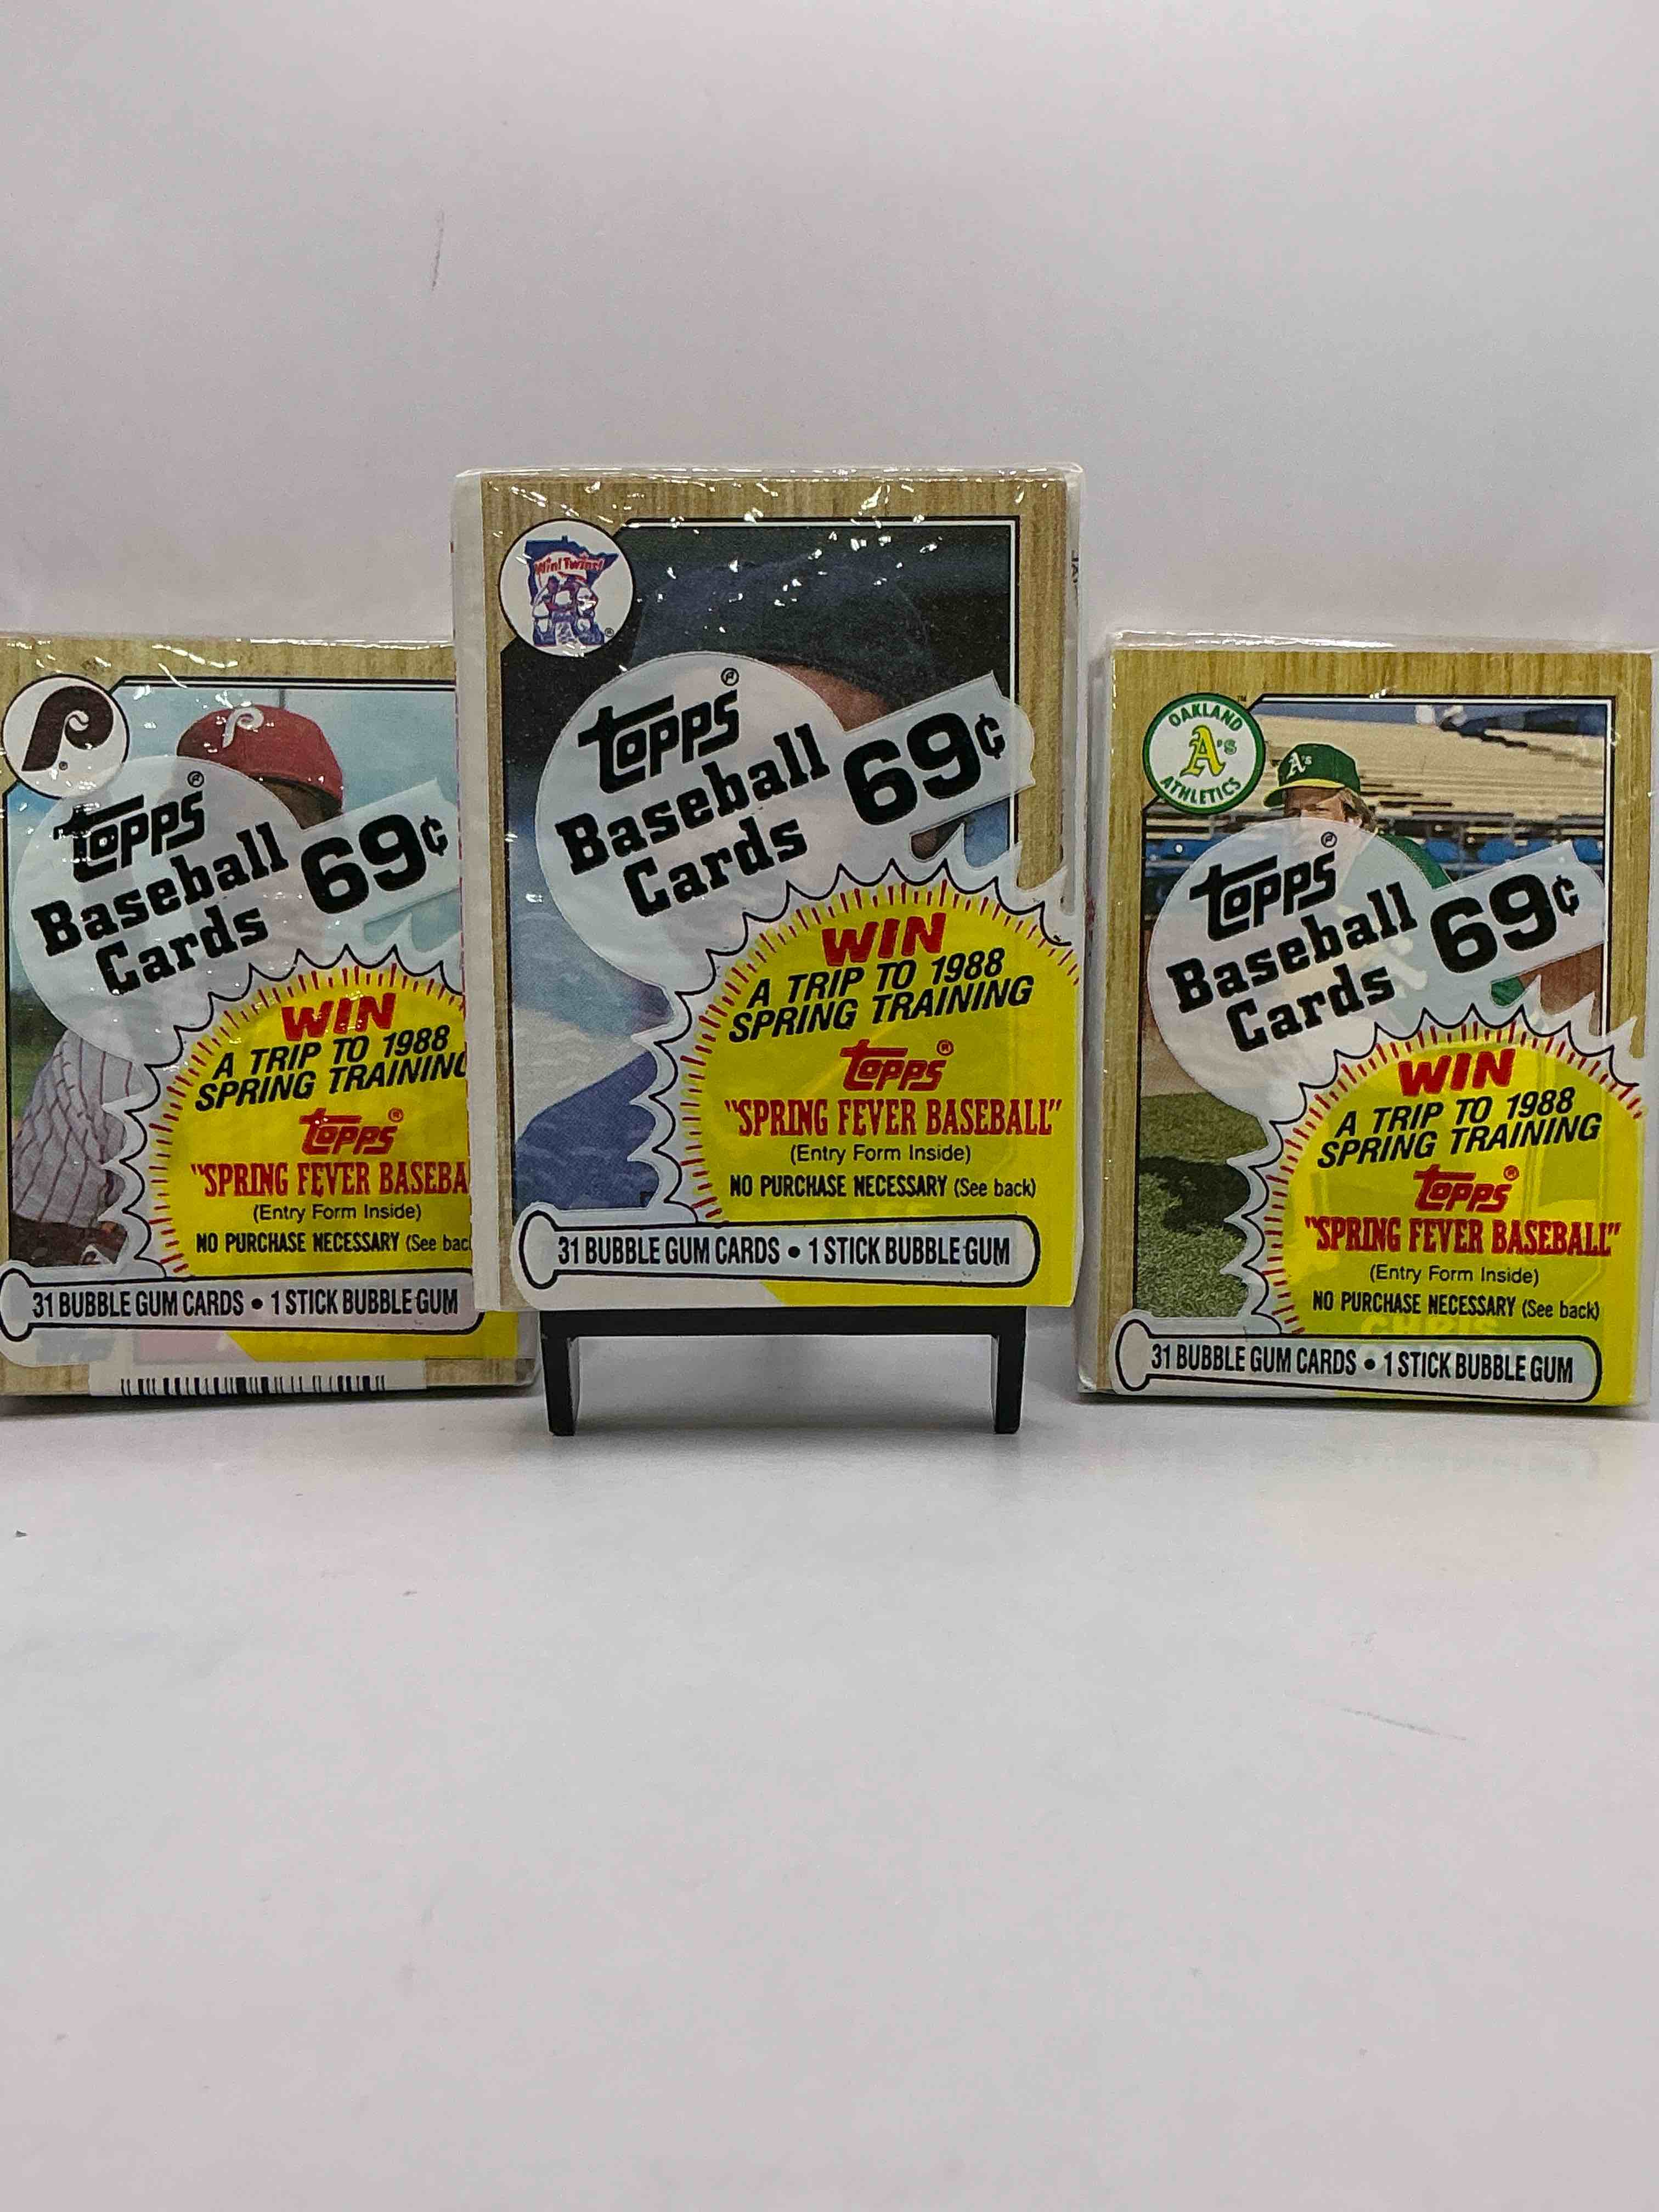 P
P
Topps®
Baseball
Cards
69¢
WIN
A TRIP TO 1988
SPRING TRAINING
Topps®
"SPRING FEVER BASEBA
(Entry Form Inside)
NO PURCHASE NECESSARY (See bac
31 BUBBLE GUM CARDS • 1 STICK BUBBLE GUM
Win! Twins!
®
Topps®
Baseball
Cards
69¢
WIN
A TRIP TO 1988
SPRING TRAINING
Topps®
"SPRING FEVER BASEBALL"
(Entry Form Inside)
NO PURCHASE NECESSARY (See back)
31 BUBBLE GUM CARDS • 1 STICK BUBBLE GUM
OAKLAND
A's
ATHLETICS
TM
A's
Topps®
Baseball
Cards
69¢
WIN
A TRIP TO 1988
SPRING TRAINING
Topps®
"SPRING FEVER BASEBALL"
(Entry Form Inside)
NO PURCHASE NECESSARY (See back)
CHRIS
31 BUBBLE GUM CARDS • 1 STICK BUBBLE GUM